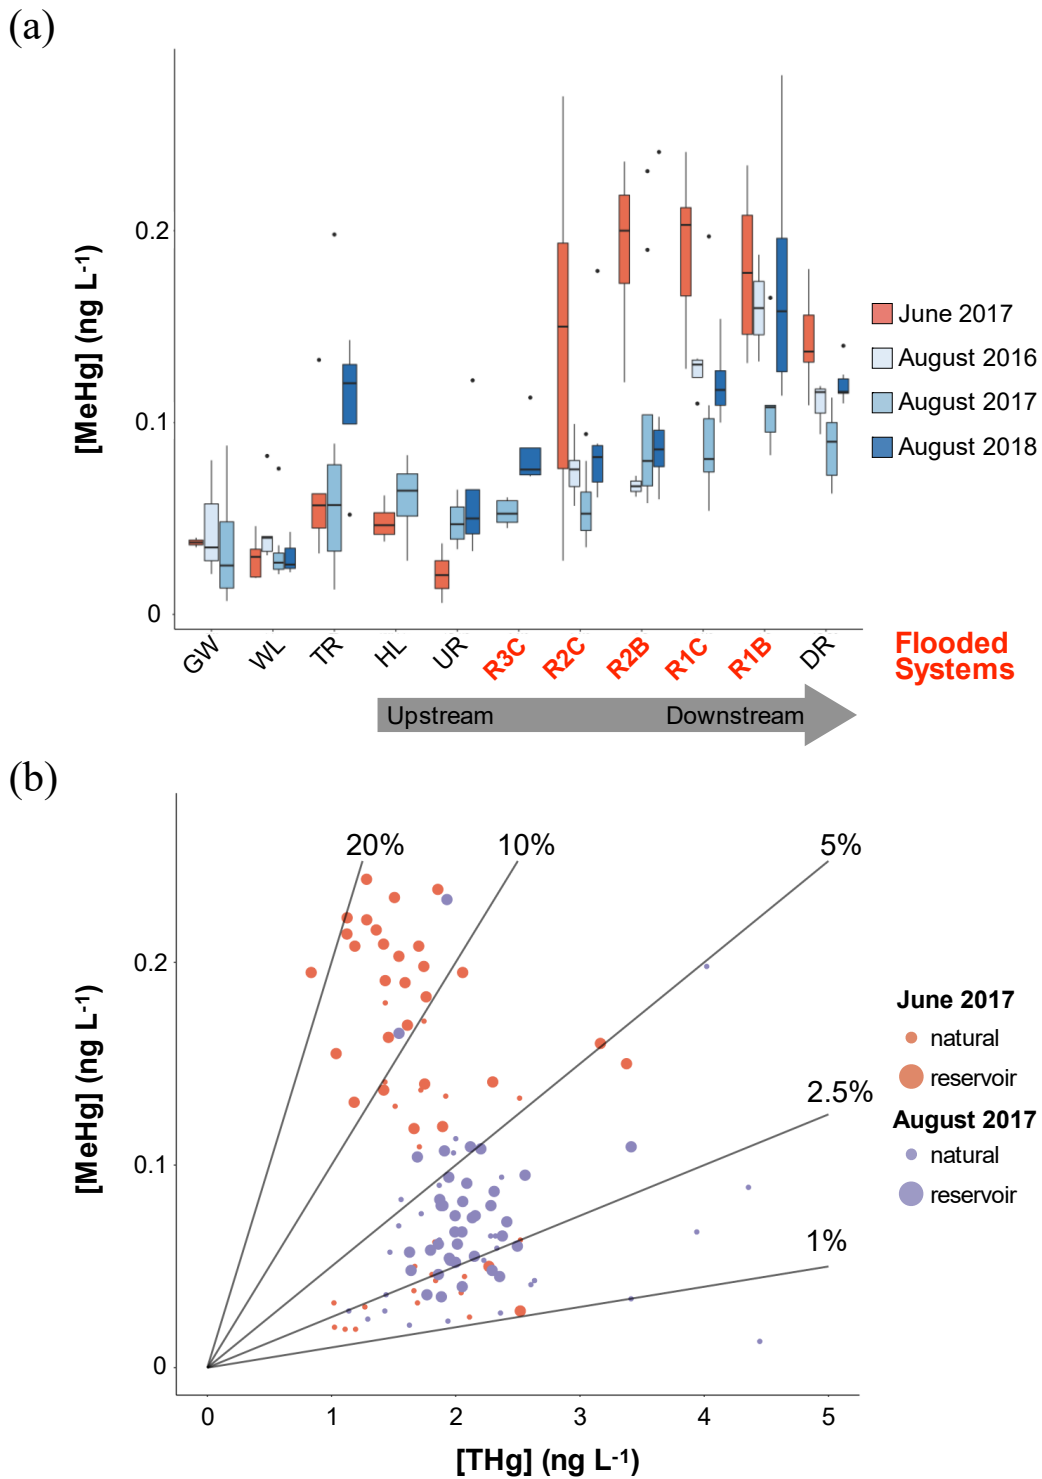 (a)
[MeHg] (ng L-1)
0.2
0.1
0
June 2017
August 2016
August 2017
August 2018
GW
WL
TR
HL
UR
R3C
R2C
R2B
R1C
R1B
DR
Flooded
Systems
Upstream
Downstream
(b)
[MeHg] (ng L-1)
0.2
0.1
0
20%
10%
5%
2.5%
1%
June 2017
natural
reservoir
August 2017
natural
reservoir
0
1
2
3
4
5
[THg] (ng L-1)